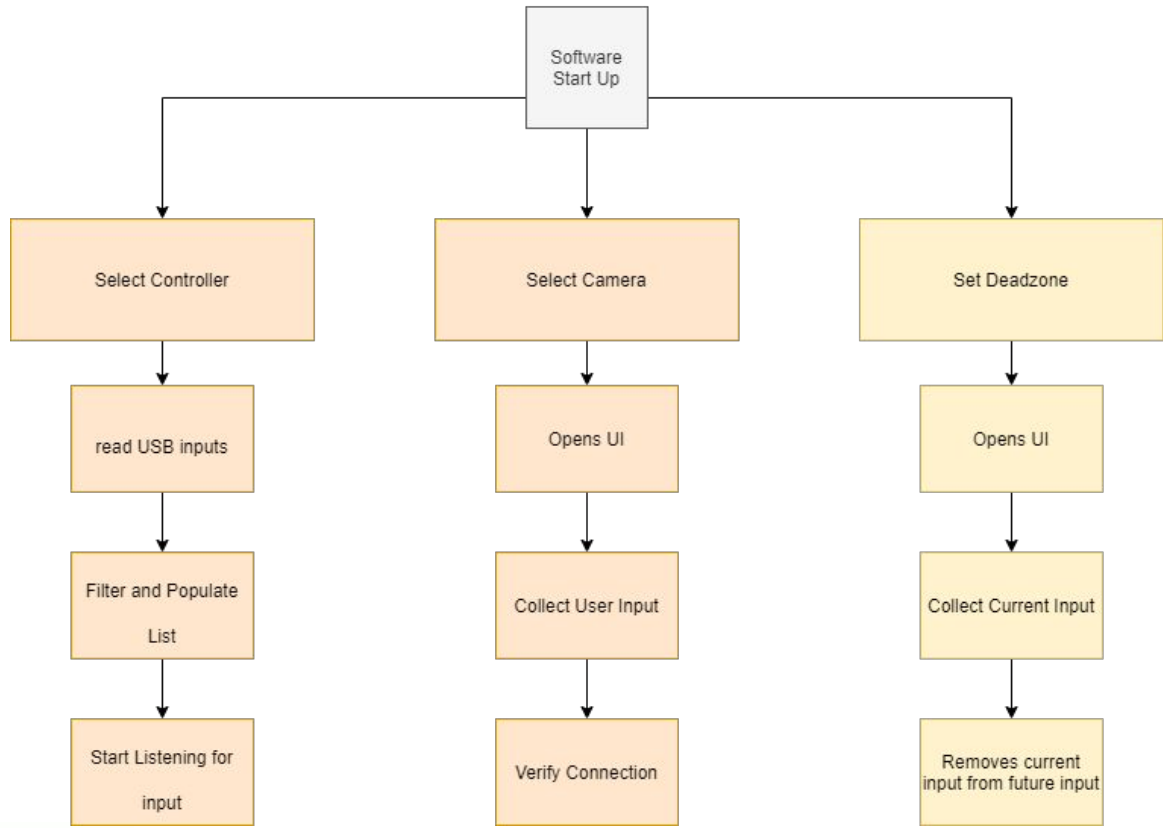 Software
Start Up
Select Controller
Select Camera
Set Deadzone
read USB inputs
Opens UI
Opens UI
Filter and Populate
List
Collect User Input
Collect Current Input
Start Listening for
input
Verify Connection
Removes current
input from future input